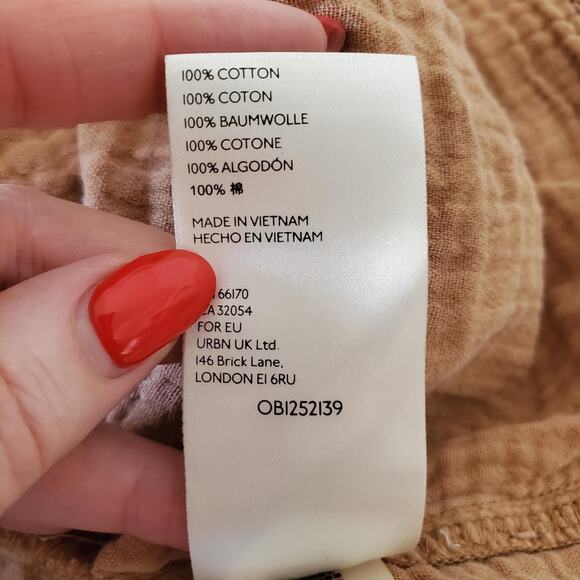 100% COTTON
100% COTON
100% BAUMWOLLE
100% COTONE
100% ALGODÓN
100% 棉
MADE IN VIETNAM
HECHO EN VIETNAM
66170
CA 32054
FOR EU
URBN UK Ltd.
146 Brick Lane,
LONDON E1 6RU
OB1252139